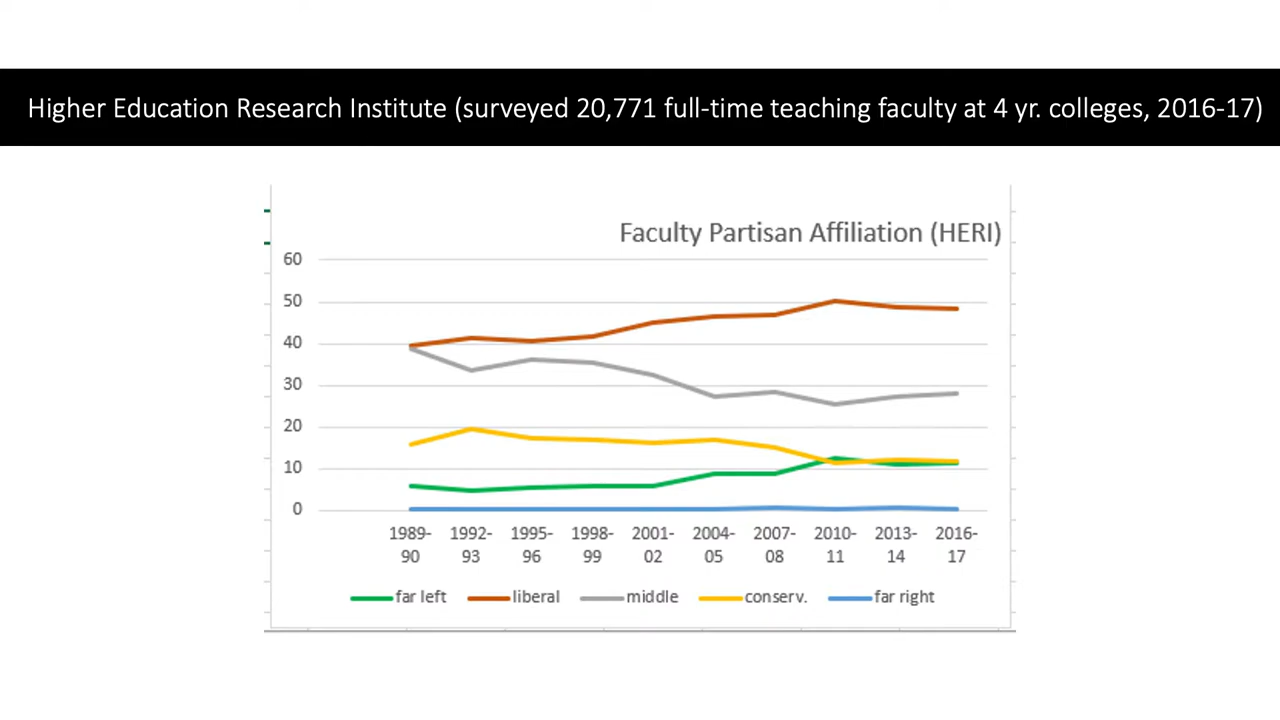 Higher Education Research Institute (surveyed 20,771 full-time teaching faculty at 4 yr. colleges, 2016-17)
Faculty Partisan Affiliation (HERI)
60
50
40
30
20
10
0
1989- 1992- 1995- 1998- 2001- 2004- 2007- 2010- 2013- 2016-
90 93 96 99 02 05 08 11 14 17
far left liberal middle conserv. far right